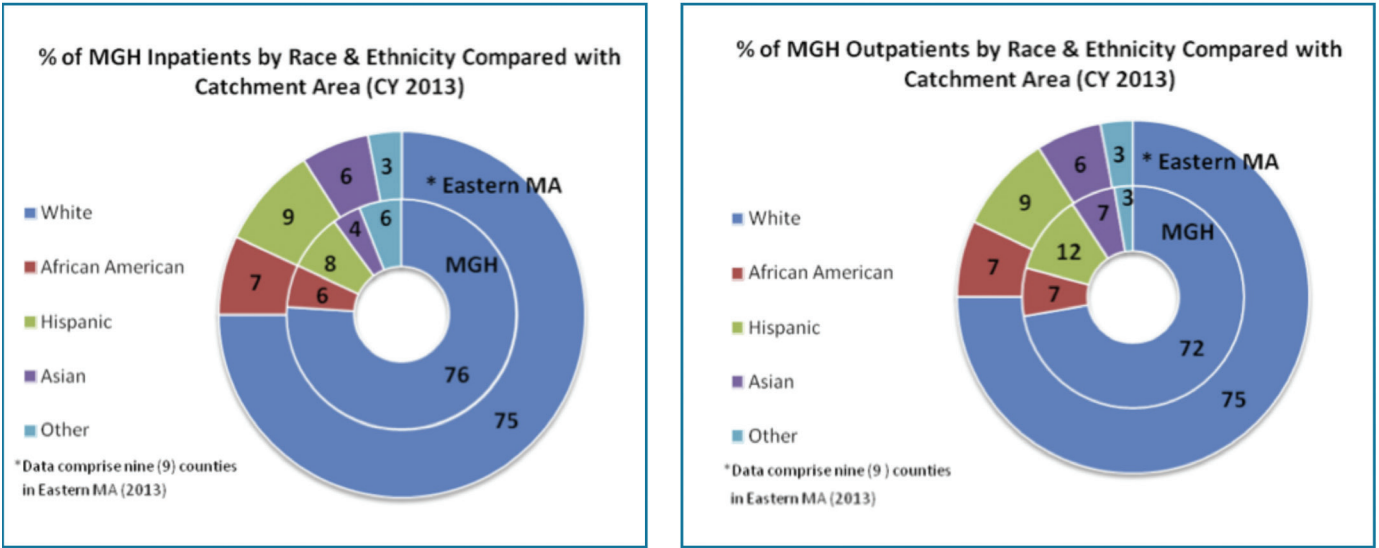 % of MGH Inpatients by Race & Ethnicity Compared with
Catchment Area (CY 2013)
White
African American
Hispanic
Asian
Other
* Eastern MA
MGH
3
6
9
7
75
6
4
8
6
76
*Data comprise nine (9) counties
in Eastern MA (2013)
% of MGH Outpatients by Race & Ethnicity Compared with
Catchment Area (CY 2013)
White
African American
Hispanic
Asian
Other
* Eastern MA
MGH
3
6
9
7
75
3
7
12
7
72
*Data comprise nine (9 ) counties
in Eastern MA (2013)